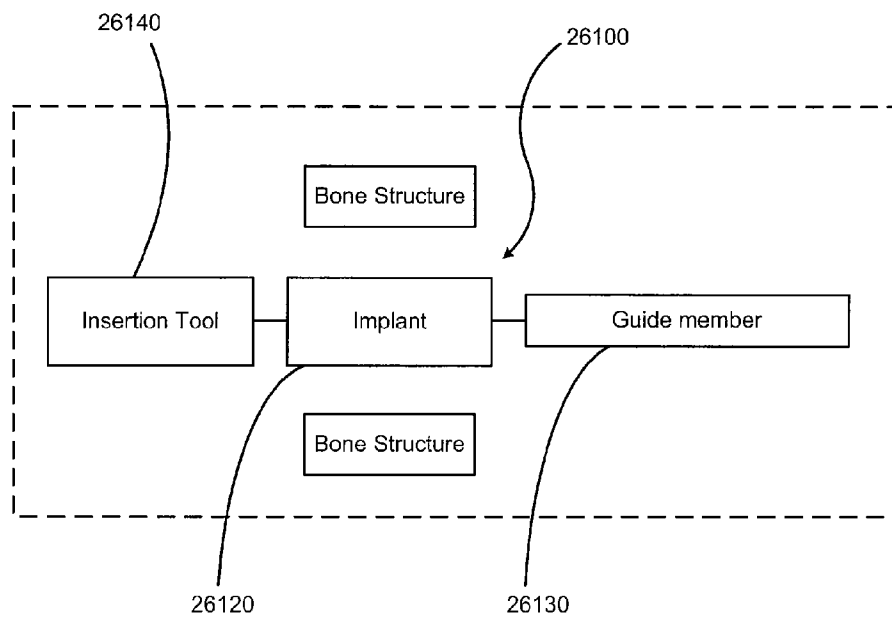 26140
26100
Bone Structure
Insertion Tool
Implant
Guide member
Bone Structure
26120
26130